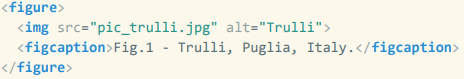 <figure>
  <img src="pic_trulli.jpg" alt="Trulli">
  <figcaption>Fig.1 - Trulli, Puglia, Italy.</figcaption>
</figure>